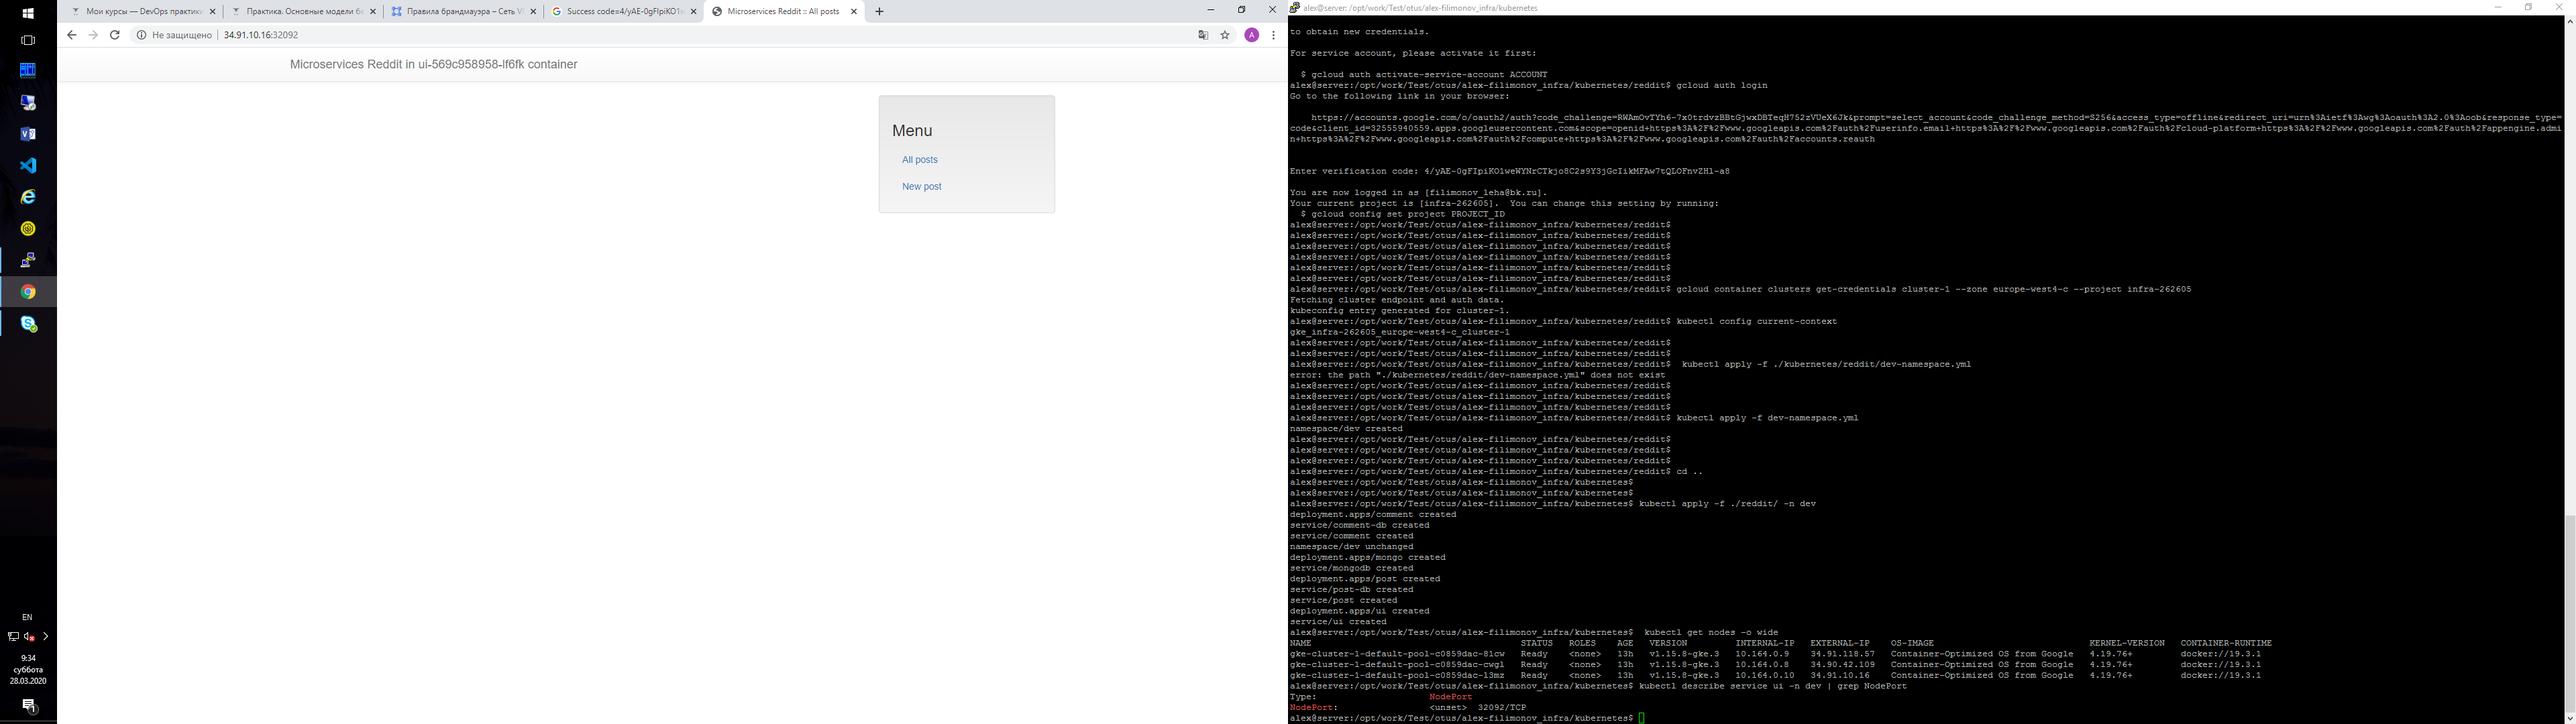 Мои курсы — DevOps практики
Практика. Основные модели бе
Правила брандмауэра – Сеть V
Success code=4/yAE-0gFIpiKO1w
Microservices Reddit :: All posts
Не защищено
34.91.10.16:32092
A
Microservices Reddit in ui-569c958958-lf6fk container
Menu
All posts
New post
EN
9:34
суббота
28.03.2020
1
alex@server: /opt/work/Test/otus/alex-filimonov_infra/kubernetes
to obtain new credentials.
For service account, please activate it first:
$ gcloud auth activate-service-account ACCOUNT
alex@server:/opt/work/Test/otus/alex-filimonov_infra/kubernetes/reddit$ gcloud auth login
Go to the following link in your browser:
https://accounts.google.com/o/oauth2/auth?code_challenge=RWAmOvTYh6-7x0trdvzBBtGjwxDBTeqH752zVUeX6Jk&prompt=select_account&code_challenge_method=S256&access_type=offline&redirect_uri=urn%3Aietf%3Awg%3Aoauth%3A2.0%3Aoob&response_type=
code&client_id=32555940559.apps.googleusercontent.com&scope=openid+https%3A%2F%2Fwww.googleapis.com%2Fauth%2Fuserinfo.email+https%3A%2F%2Fwww.googleapis.com%2Fauth%2Fcloud-platform+https%3A%2F%2Fwww.googleapis.com%2Fauth%2Fappengine.admi
n+https%3A%2F%2Fwww.googleapis.com%2Fauth%2Fcompute+https%3A%2F%2Fwww.googleapis.com%2Fauth%2Faccounts.reauth
Enter verification code: 4/yAE-0gFIpiKO1weWYNrCTkjo8C2s9Y3jGcIikMFAw7tQLOFnvZHl-a8
You are now logged in as [filimonov_leha@bk.ru].
Your current project is [infra-262605].  You can change this setting by running:
$ gcloud config set project PROJECT_ID
alex@server:/opt/work/Test/otus/alex-filimonov_infra/kubernetes/reddit$
alex@server:/opt/work/Test/otus/alex-filimonov_infra/kubernetes/reddit$
alex@server:/opt/work/Test/otus/alex-filimonov_infra/kubernetes/reddit$
alex@server:/opt/work/Test/otus/alex-filimonov_infra/kubernetes/reddit$
alex@server:/opt/work/Test/otus/alex-filimonov_infra/kubernetes/reddit$
alex@server:/opt/work/Test/otus/alex-filimonov_infra/kubernetes/reddit$
alex@server:/opt/work/Test/otus/alex-filimonov_infra/kubernetes/reddit$ gcloud container clusters get-credentials cluster-1 --zone europe-west4-c --project infra-262605
Fetching cluster endpoint and auth data.
kubeconfig entry generated for cluster-1.
alex@server:/opt/work/Test/otus/alex-filimonov_infra/kubernetes/reddit$ kubectl config current-context
gke_infra-262605_europe-west4-c_cluster-1
alex@server:/opt/work/Test/otus/alex-filimonov_infra/kubernetes/reddit$
alex@server:/opt/work/Test/otus/alex-filimonov_infra/kubernetes/reddit$
alex@server:/opt/work/Test/otus/alex-filimonov_infra/kubernetes/reddit$  kubectl apply -f ./kubernetes/reddit/dev-namespace.yml
error: the path "./kubernetes/reddit/dev-namespace.yml" does not exist
alex@server:/opt/work/Test/otus/alex-filimonov_infra/kubernetes/reddit$
alex@server:/opt/work/Test/otus/alex-filimonov_infra/kubernetes/reddit$
alex@server:/opt/work/Test/otus/alex-filimonov_infra/kubernetes/reddit$
alex@server:/opt/work/Test/otus/alex-filimonov_infra/kubernetes/reddit$ kubectl apply -f dev-namespace.yml
namespace/dev created
alex@server:/opt/work/Test/otus/alex-filimonov_infra/kubernetes/reddit$
alex@server:/opt/work/Test/otus/alex-filimonov_infra/kubernetes/reddit$
alex@server:/opt/work/Test/otus/alex-filimonov_infra/kubernetes/reddit$
alex@server:/opt/work/Test/otus/alex-filimonov_infra/kubernetes/reddit$ cd ..
alex@server:/opt/work/Test/otus/alex-filimonov_infra/kubernetes$
alex@server:/opt/work/Test/otus/alex-filimonov_infra/kubernetes$
alex@server:/opt/work/Test/otus/alex-filimonov_infra/kubernetes$ kubectl apply -f ./reddit/ -n dev
deployment.apps/comment created
service/comment-db created
service/comment created
namespace/dev unchanged
deployment.apps/mongo created
service/mongodb created
deployment.apps/post created
service/post-db created
service/post created
deployment.apps/ui created
service/ui created
alex@server:/opt/work/Test/otus/alex-filimonov_infra/kubernetes$  kubectl get nodes -o wide
NAME STATUS ROLES AGE VERSION INTERNAL-IP EXTERNAL-IP OS-IMAGE KERNEL-VERSION CONTAINER-RUNTIME
gke-cluster-1-default-pool-c0859dac-8lcw Ready <none> 13h v1.15.8-gke.3 10.164.0.9 34.91.118.57 Container-Optimized OS from Google 4.19.76+ docker://19.3.1
gke-cluster-1-default-pool-c0859dac-cwgl Ready <none> 13h v1.15.8-gke.3 10.164.0.8 34.90.42.109 Container-Optimized OS from Google 4.19.76+ docker://19.3.1
gke-cluster-1-default-pool-c0859dac-l3mz Ready <none> 13h v1.15.8-gke.3 10.164.0.10 34.91.10.16 Container-Optimized OS from Google 4.19.76+ docker://19.3.1
alex@server:/opt/work/Test/otus/alex-filimonov_infra/kubernetes$ kubectl describe service ui -n dev | grep NodePort
Type: NodePort
NodePort: <unset> 32092/TCP
alex@server:/opt/work/Test/otus/alex-filimonov_infra/kubernetes$